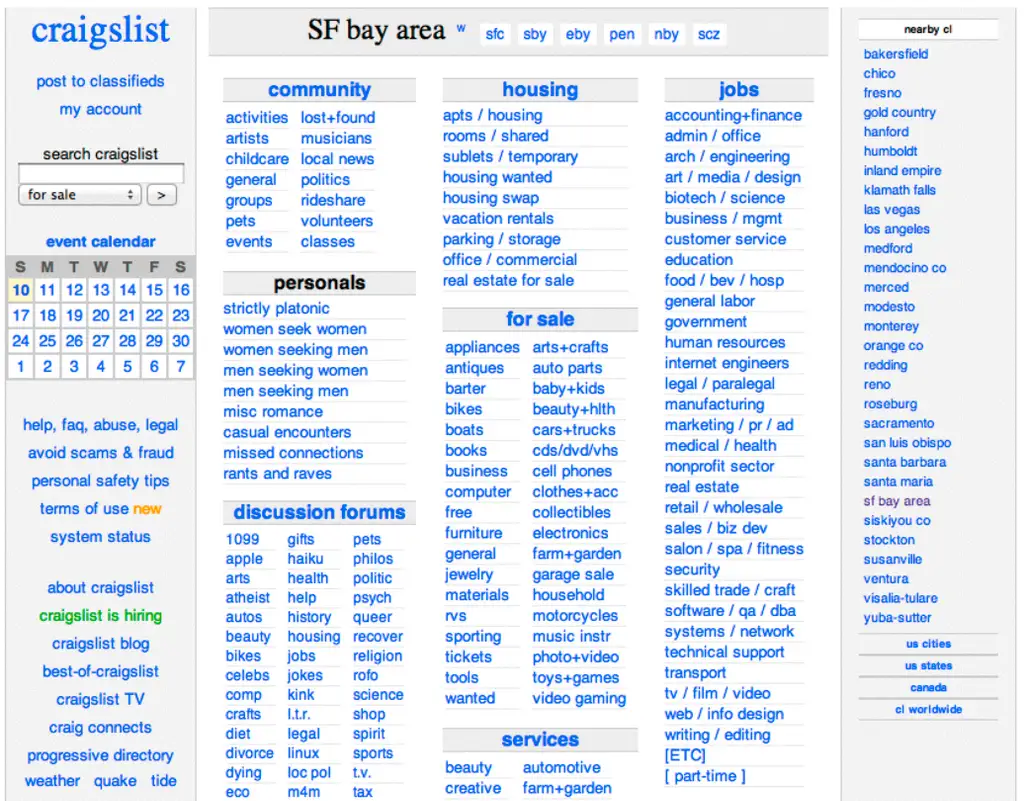 craigslist
post to classifieds
my account
search craigslist
for sale
>
event calendar
S M T W T F S
10 11 12 13 14 15 16
17 18 19 20 21 22 23
24 25 26 27 28 29 30
1 2 3 4 5 6 7
help, faq, abuse, legal
avoid scams & fraud
personal safety tips
terms of use new
system status
about craigslist
craigslist is hiring
craigslist blog
best-of-craigslist
craigslist TV
craig connects
progressive directory
weather quake tide
SF bay area w sfc sby eby pen nby scz
community
activities lost+found
artists musicians
childcare local news
general politics
groups rideshare
pets volunteers
events classes
personals
strictly platonic
women seek women
women seeking men
men seeking women
men seeking men
misc romance
casual encounters
missed connections
rants and raves
discussion forums
1099 gifts pets
apple haiku philos
arts health politic
atheist help psych
autos history queer
beauty housing recover
bikes jobs religion
celebs jokes rofo
comp kink science
crafts l.t.r. shop
diet legal spirit
divorce linux sports
dying loc pol t.v.
eco m4m tax
housing
apts / housing
rooms / shared
sublets / temporary
housing wanted
housing swap
vacation rentals
parking / storage
office / commercial
real estate for sale
for sale
appliances arts+crafts
antiques auto parts
barter baby+kids
bikes beauty+hlth
boats cars+trucks
books cds/dvd/vhs
business cell phones
computer clothes+acc
free collectibles
furniture electronics
general farm+garden
jewelry garage sale
materials household
rvs motorcycles
sporting music instr
tickets photo+video
tools toys+games
wanted video gaming
services
beauty automotive
creative farm+garden
jobs
accounting+finance
admin / office
arch / engineering
art / media / design
biotech / science
business / mgmt
customer service
education
food / bev / hosp
general labor
government
human resources
internet engineers
legal / paralegal
manufacturing
marketing / pr / ad
medical / health
nonprofit sector
real estate
retail / wholesale
sales / biz dev
salon / spa / fitness
security
skilled trade / craft
software / qa / dba
systems / network
technical support
transport
tv / film / video
web / info design
writing / editing
[ETC]
[ part-time ]
nearby cl
bakersfield
chico
fresno
gold country
hanford
humboldt
inland empire
klamath falls
las vegas
los angeles
medford
mendocino co
merced
modesto
monterey
orange co
redding
reno
roseburg
sacramento
san luis obispo
santa barbara
santa maria
sf bay area
siskiyou co
stockton
susanville
ventura
visalia-tulare
yuba-sutter
us cities
us states
canada
cl worldwide